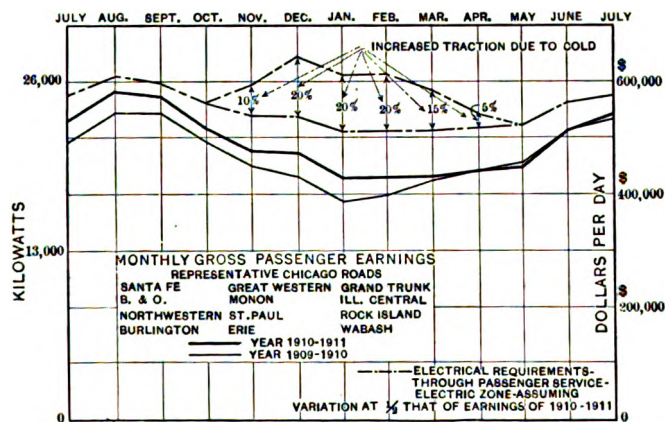 JULY AUG. SEPT. OCT. NOV. DEC. JAN. FEB. MAR. APR. MAY JUNE JULY
INCREASED TRACTION DUE TO COLD
26,000
$
600,000
10% 20% 20% 20% 15% 5%
$
400,000
13,000
$
200,000
0
0
KILOWATTS
DOLLARS PER DAY
MONTHLY GROSS PASSENGER EARNINGS
REPRESENTATIVE CHICAGO ROADS
SANTA FE GREAT WESTERN GRAND TRUNK
B. & O. MONON ILL. CENTRAL
NORTHWESTERN ST. PAUL ROCK ISLAND
BURLINGTON ERIE WABASH
YEAR 1910-1911
YEAR 1909-1910
ELECTRICAL REQUIREMENTS-
THROUGH PASSENGER SERVICE-
ELECTRIC ZONE-ASSUMING
VARIATION AT 1/2 THAT OF EARNINGS OF 1910-1911